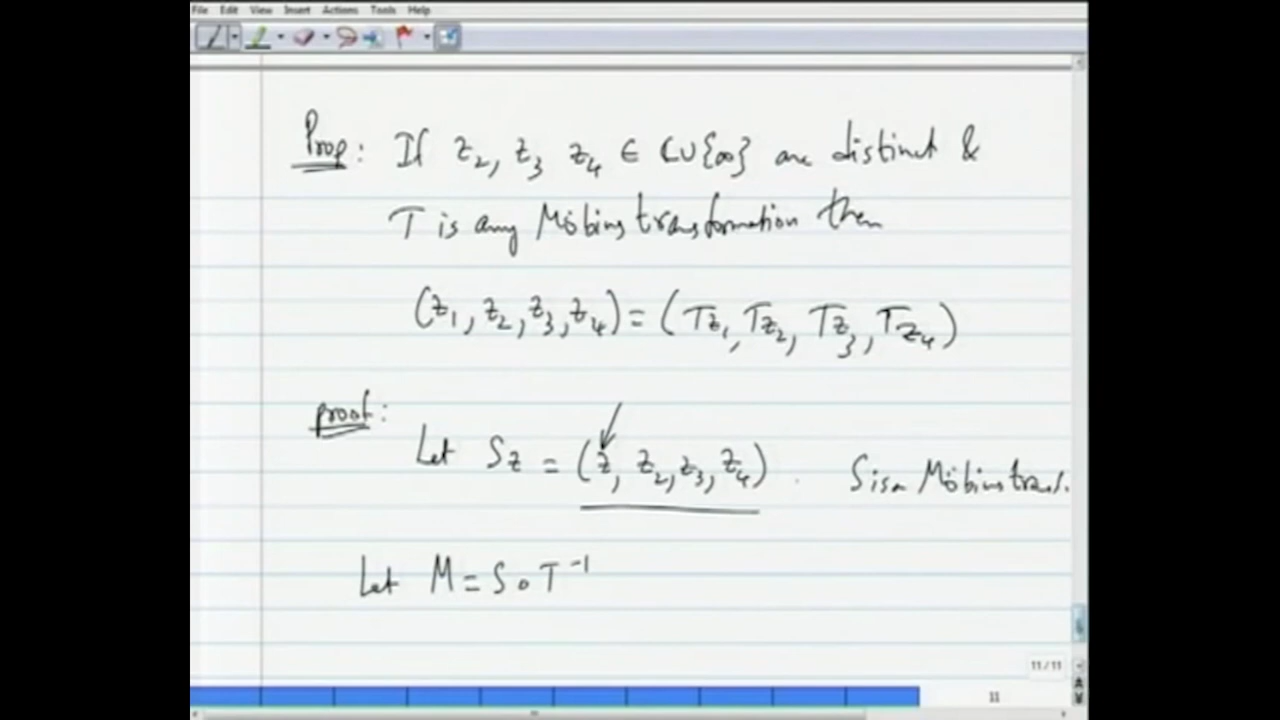 File Edit View Insert Actions Tools Help
Prop: If z₂, z₃ z₄ ∈ ℂ∪{∞} are distinct &
T is any Möbius transformation then
(z₁, z₂, z₃, z₄) = (Tz₁, Tz₂, Tz₃, Tz₄)
proof:
Let Sz = (z, z₂, z₃, z₄). S is a Möbius trans.
Let M = S∘T⁻¹
11/11
11